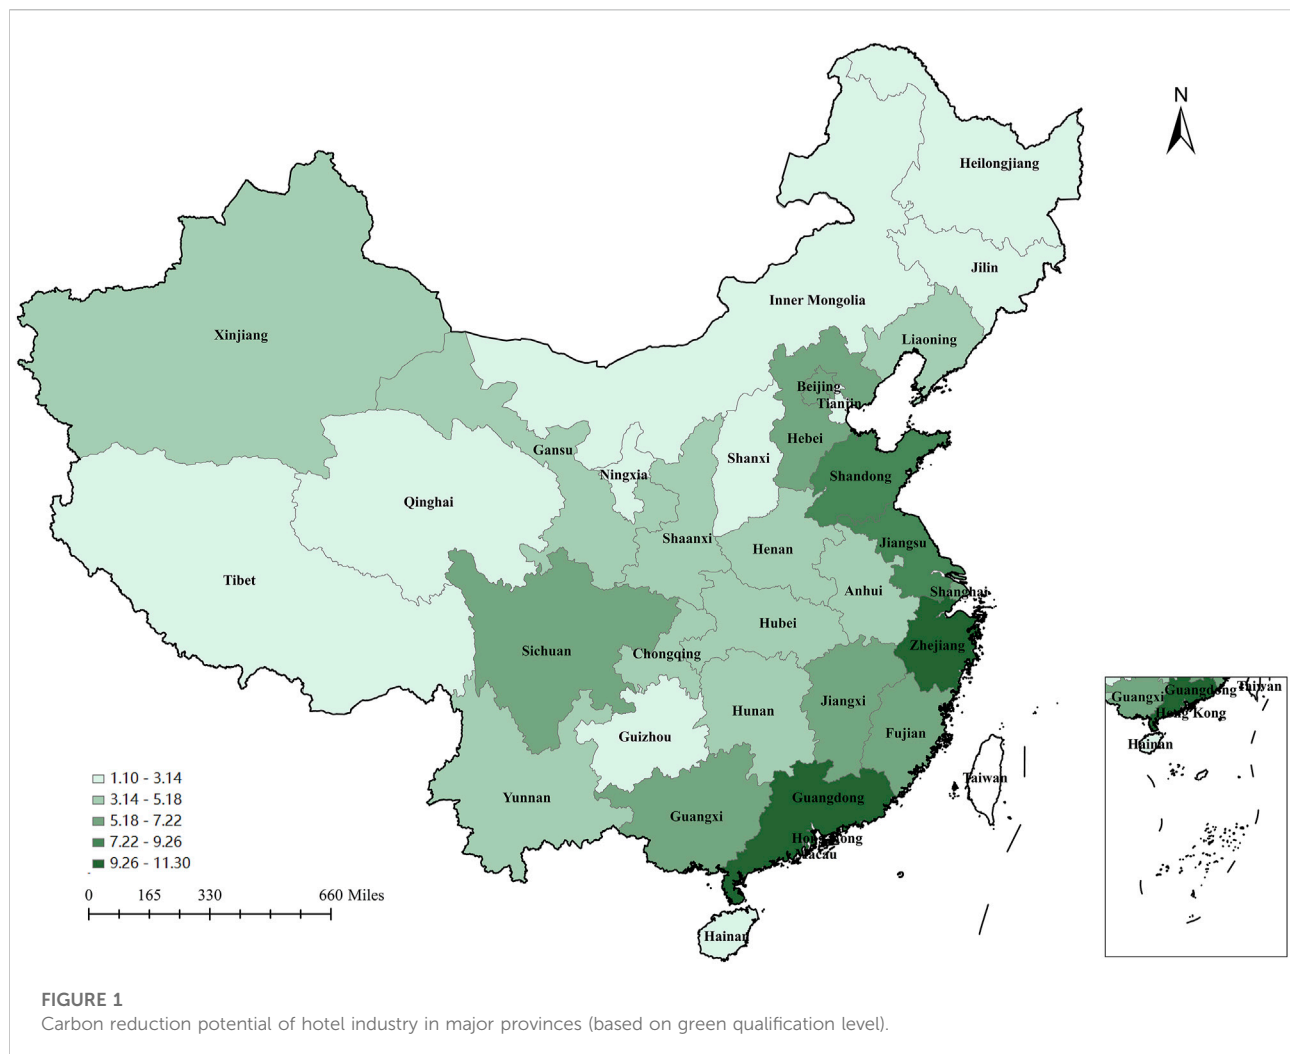 N
Heilongjiang
Jilin
Inner Mongolia
Xinjiang
Liaoning
Beijing
Tianjin
Hebei
Gansu
Shanxi
Ningxia
Shandong
Qinghai
Shaanxi
Jiangsu
Henan
Tibet
Anhui
Shanghai
Hubei
Zhejiang
Sichuan
Chongqing
Jiangxi
Hunan
Fujian
Guizhou
Taiwan
Yunnan
Guangdong
Guangxi
Hong Kong
Macau
Hainan
Taiwan
Guangdong
Guangxi
Hong Kong
Hainan
1.10 - 3.14
3.14 - 5.18
5.18 - 7.22
7.22 - 9.26
9.26 - 11.30
0 165 330 660 Miles
FIGURE 1
Carbon reduction potential of hotel industry in major provinces (based on green qualification level).